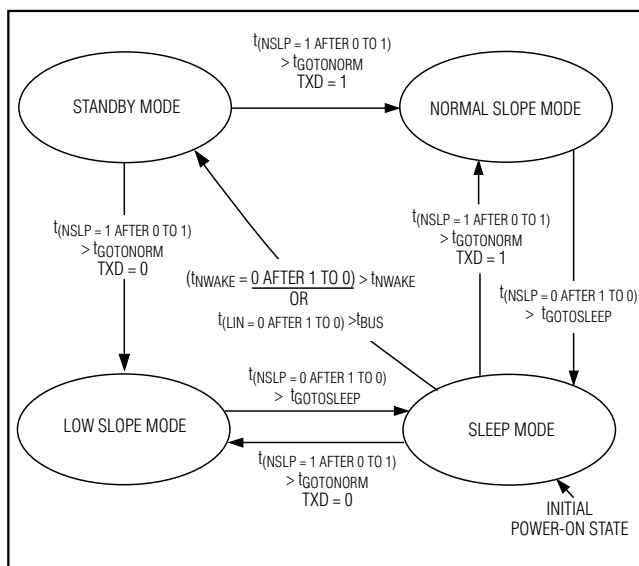 t(NSLP = 1 AFTER 0 TO 1)
> tGOTONORM
TXD = 1
STANDBY MODE
NORMAL SLOPE MODE
t(NSLP = 1 AFTER 0 TO 1)
> tGOTONORM
TXD = 0
t(NSLP = 1 AFTER 0 TO 1)
> tGOTONORM
TXD = 1
(tNWAKE = 0 AFTER 1 TO 0) > tNWAKE
OR
t(LIN = 0 AFTER 1 TO 0) >tBUS
t(NSLP = 0 AFTER 1 TO 0)
> tGOTOSLEEP
t(NSLP = 0 AFTER 1 TO 0)
> tGOTOSLEEP
LOW SLOPE MODE
SLEEP MODE
t(NSLP = 1 AFTER 0 TO 1)
> tGOTONORM
TXD = 0
INITIAL
POWER-ON STATE